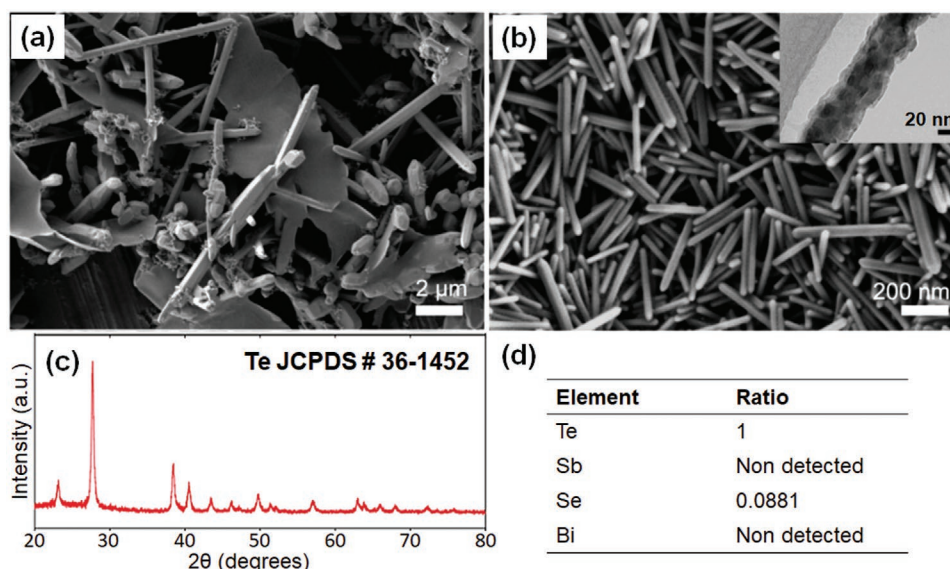 (a)
2 μm
(b)
20 nm
200 nm
(c)
Te JCPDS # 36-1452
Intensity (a.u.)
20 30 40 50 60 70 80
2θ (degrees)
(d)
Element Ratio
Te 1
Sb Non detected
Se 0.0881
Bi Non detected